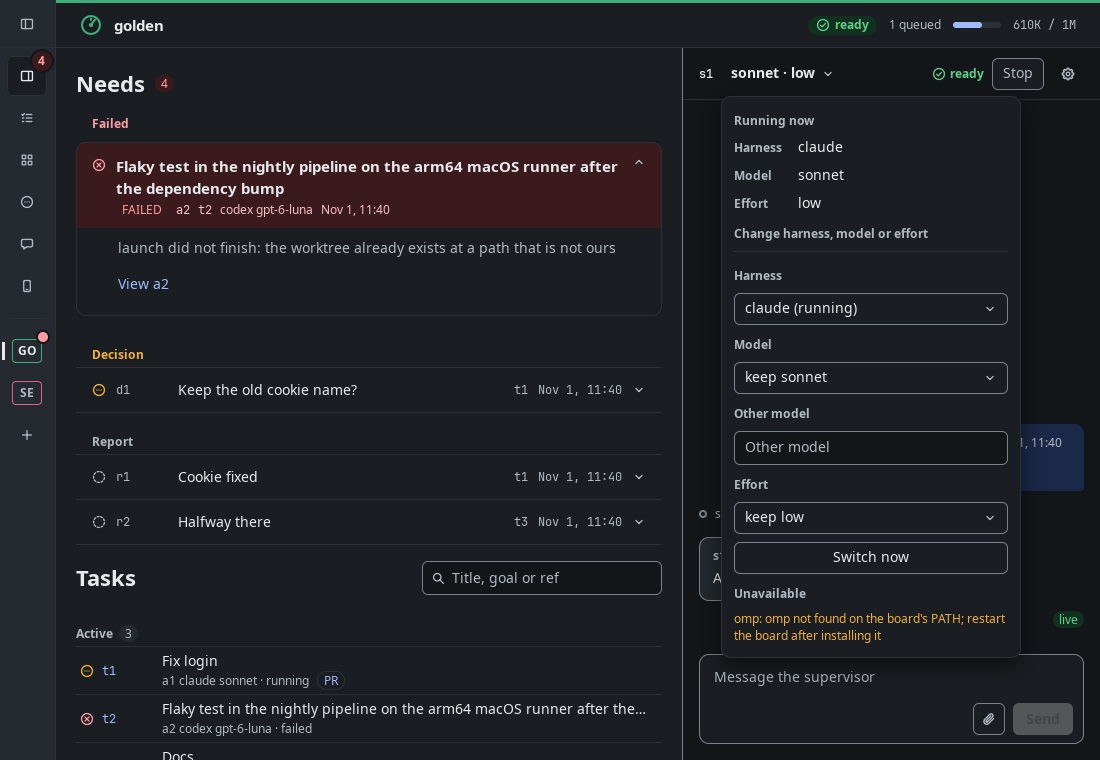 golden
ready
1 queued
610K / 1M
4
GO
SE
Needs 4
Failed
Flaky test in the nightly pipeline on the arm64 macOS runner after
the dependency bump
FAILED a2 t2 codex gpt-6-luna Nov 1, 11:40
launch did not finish: the worktree already exists at a path that is not ours
View a2
Decision
d1 Keep the old cookie name? t1 Nov 1, 11:40
Report
r1 Cookie fixed t1 Nov 1, 11:40
r2 Halfway there t3 Nov 1, 11:40
Tasks
Title, goal or ref
Active 3
t1 Fix login
a1 claude sonnet · running PR
t2 Flaky test in the nightly pipeline on the arm64 macOS runner after the…
a2 codex gpt-6-luna · failed
Docs
s1 sonnet · low
ready
Stop
Running now
Harness claude
Model sonnet
Effort low
Change harness, model or effort
Harness
claude (running)
Model
keep sonnet
Other model
Other model
Effort
keep low
Switch now
Unavailable
omp: omp not found on the board's PATH; restart
the board after installing it
11:40
live
Message the supervisor
Send